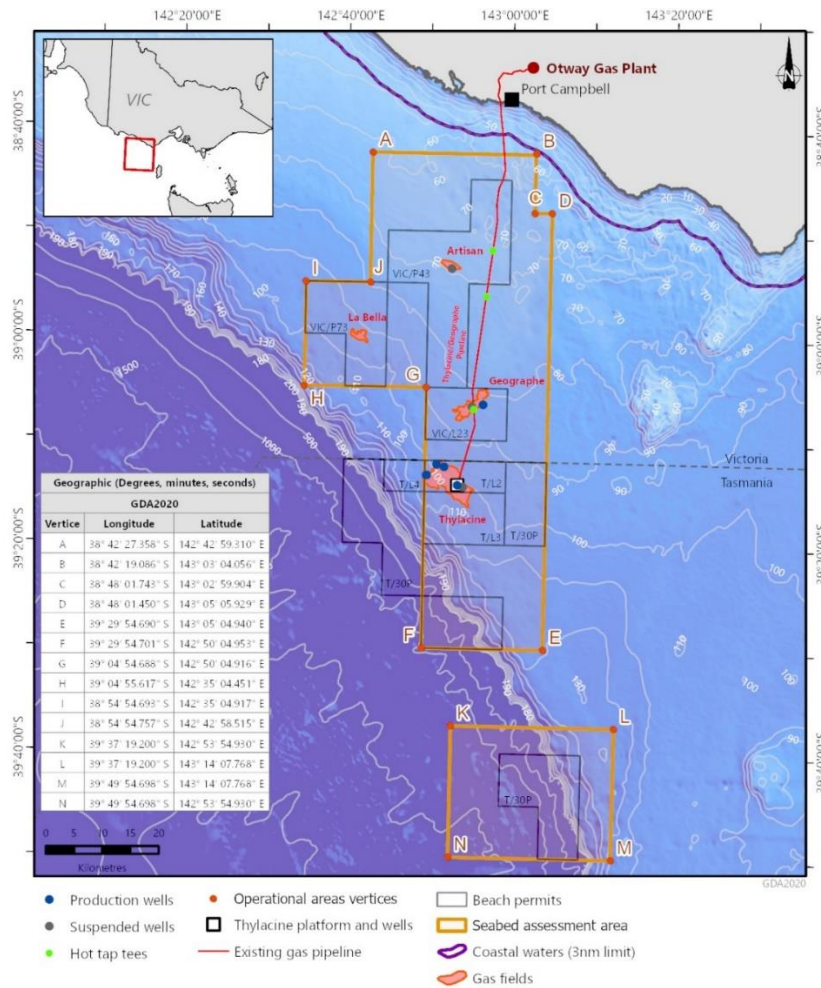 142°20'00"E 142°40'00"E 143°00'00"E 143°20'00"E
VIC
N
Otway Gas Plant
Port Campbell
38°40'00"S
A
B
C
D
Artisan
VIC/P43
I
J
La Bella
VIC/P73
39°00'00"S
Thylacine/Geographe
Pipeline
G
H
Geographe
VIC/L23
Victoria
Tasmania
T/L4
T/L2
Thylacine
T/L3
T/30P
39°20'00"S
T/30P
F
E
K
L
39°40'00"S
T/30P
N
M
Geographic (Degrees, minutes, seconds)
GDA2020
Vertice Longitude Latitude
A 38° 42' 27.358" S 142° 42' 59.310" E
B 38° 42' 19.086" S 143° 03' 04.056" E
C 38° 48' 01.743" S 143° 02' 59.904" E
D 38° 48' 01.450" S 143° 05' 05.929" E
E 39° 29' 54.690" S 143° 05' 04.940" E
F 39° 29' 54.701" S 142° 50' 04.953" E
G 39° 04' 54.688" S 142° 50' 04.916" E
H 39° 04' 55.617" S 142° 35' 04.451" E
I 38° 54' 54.693" S 142° 35' 04.917" E
J 38° 54' 54.757" S 142° 42' 58.515" E
K 39° 37' 19.200" S 142° 53' 54.930" E
L 39° 37' 19.200" S 143° 14' 07.768" E
M 39° 49' 54.698" S 143° 14' 07.768" E
N 39° 49' 54.698" S 142° 53' 54.930" E
0 5 10 15 20
Kilometres
GDA2020
Production wells
Suspended wells
Hot tap tees
Operational areas vertices
Thylacine platform and wells
Existing gas pipeline
Beach permits
Seabed assessment area
Coastal waters (3nm limit)
Gas fields